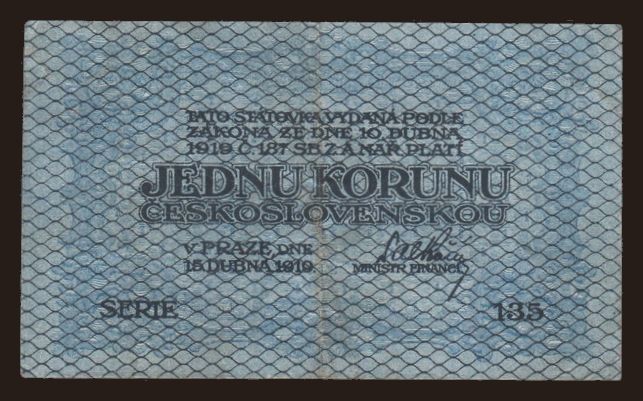 TATO STÁTOVKA VYDANÁ PODLE
ZÁKONA ZE DNE 10. DUBNA
1919 Č. 187 SB. Z. A NAŘ. PLATÍ
JEDNU KORUNU
ČESKOSLOVENSKOU
V PRAZE, DNE
15. DUBNA 1919.
MINISTR FINANCÍ
SERIE 135